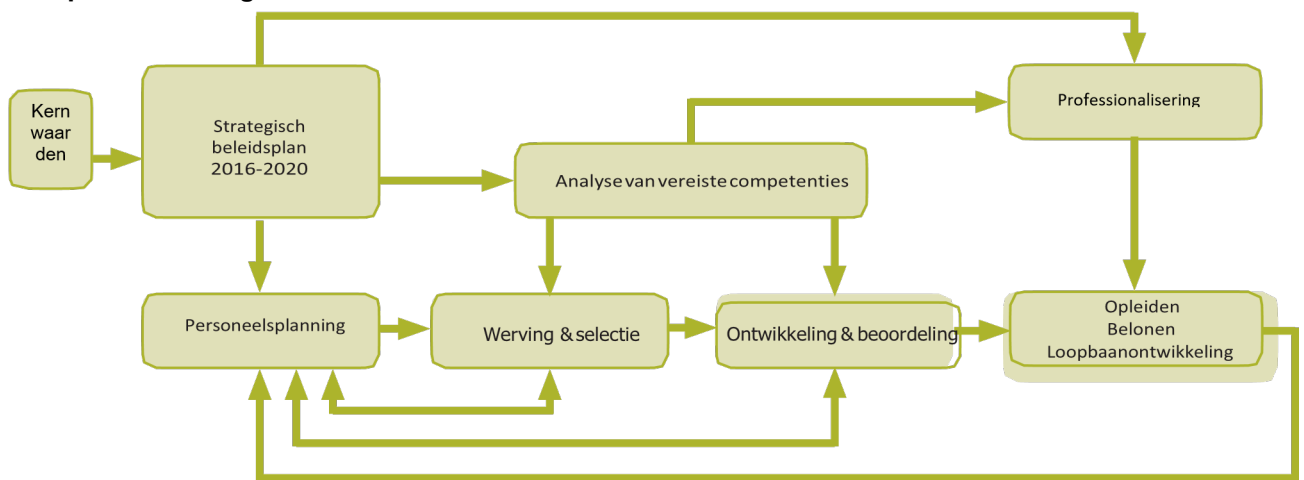 Kern
waar
den
Strategisch
beleidsplan
2016-2020
Professionalisering
Analyse van vereiste competenties
Personeelsplanning
Werving & selectie
Ontwikkeling & beoordeling
Opleiden
Belonen
Loopbaanontwikkeling